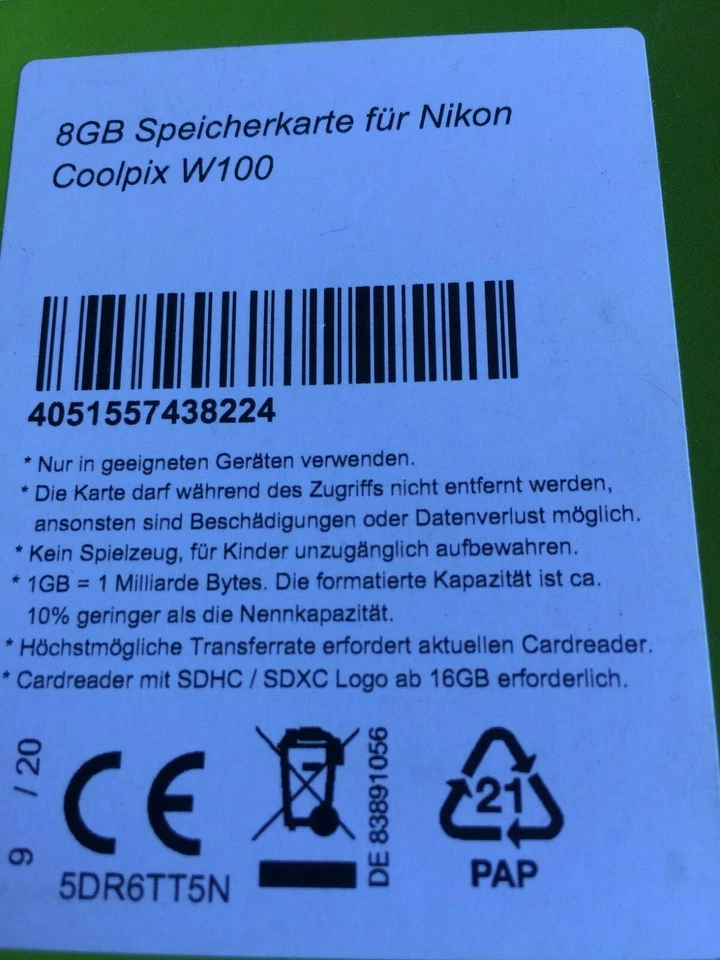 8GB Speicherkarte für Nikon
Coolpix W100
4051557438224
* Nur in geeigneten Geräten verwenden.
* Die Karte darf während des Zugriffs nicht entfernt werden,
ansonsten sind Beschädigungen oder Datenverlust möglich.
* Kein Spielzeug, für Kinder unzugänglich aufbewahren.
* 1GB = 1 Milliarde Bytes. Die formatierte Kapazität ist ca.
10% geringer als die Nennkapazität.
* Höchstmögliche Transferrate erfordert aktuellen Cardreader.
* Cardreader mit SDHC / SDXC Logo ab 16GB erforderlich.
9 / 20
CE
5DR6TT5N
DE 83891056
21
PAP